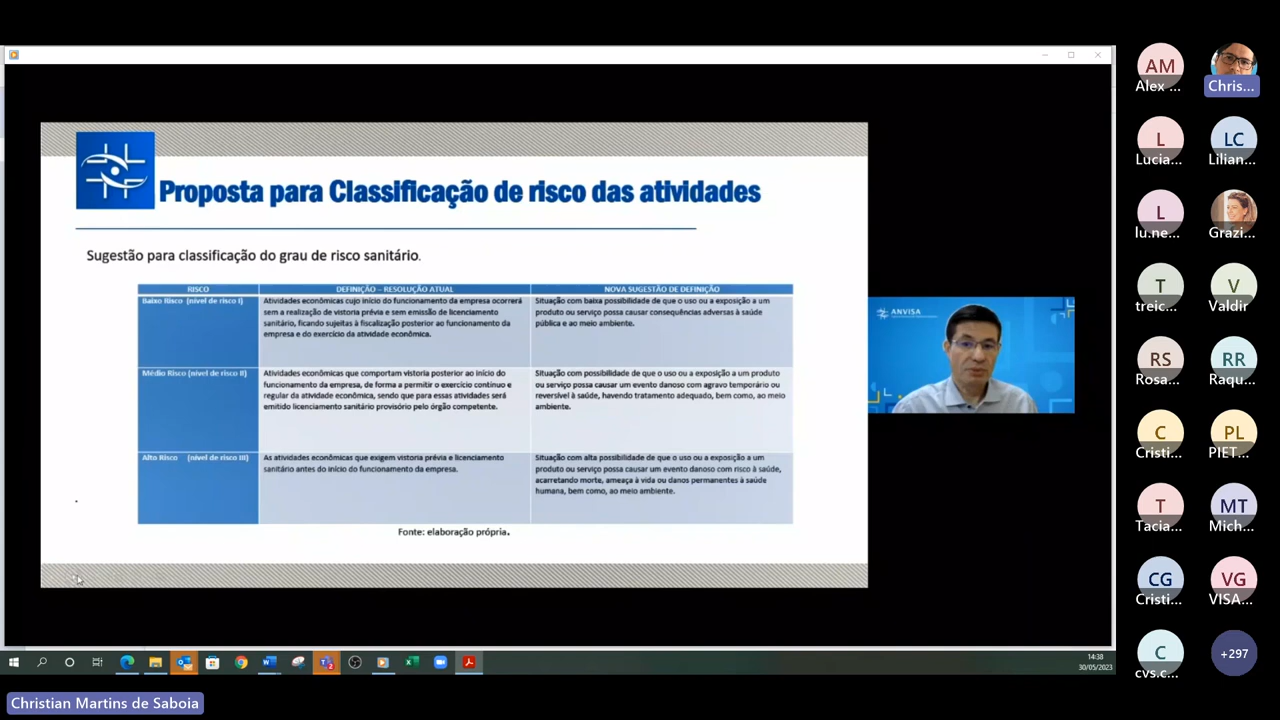 Proposta para Classificação de risco das atividades
Sugestão para classificação do grau de risco sanitário.
RISCO
DEFINIÇÃO – RESOLUÇÃO ATUAL
NOVA SUGESTÃO DE DEFINIÇÃO
Baixo Risco (nível de risco I)
Atividades econômicas cujo início do funcionamento da empresa ocorrerá
sem a realização de vistoria prévia e sem emissão de licenciamento
sanitário, ficando sujeitas à fiscalização posterior ao funcionamento da
empresa e do exercício da atividade econômica.
Situação com baixa possibilidade de que o uso ou a exposição a um
produto ou serviço possa causar consequências adversas à saúde
pública e ao meio ambiente.
Médio Risco (nível de risco II)
Atividades econômicas que comportam vistoria posterior ao início do
funcionamento da empresa, de forma a permitir o exercício contínuo e
regular da atividade econômica, sendo que para essas atividades será
emitido licenciamento sanitário provisório pelo órgão competente.
Situação com possibilidade de que o uso ou a exposição a um produto
ou serviço possa causar um evento danoso com agravo temporário ou
reversível à saúde, havendo tratamento adequado, bem como, ao meio
ambiente.
Alto Risco (nível de risco III)
As atividades econômicas que exigem vistoria prévia e licenciamento
sanitário antes do início do funcionamento da empresa.
Situação com alta possibilidade de que o uso ou a exposição a um
produto ou serviço possa causar um evento danoso com risco à saúde,
acarretando morte, ameaça à vida ou danos permanentes à saúde
humana, bem como, ao meio ambiente.
Fonte: elaboração própria.
ANVISA
AM
Alex ...
Chris...
L
Lucia...
LC
Lilian...
L
lu.ne...
Grazi...
T
treic...
V
Valdir
RS
Rosa...
RR
Raqu...
C
Cristi...
PL
PIET...
T
Tacia...
MT
Mich...
CG
Cristi...
VG
VISA...
C
cvs.c...
+297
14:38
30/05/2023
Christian Martins de Saboia